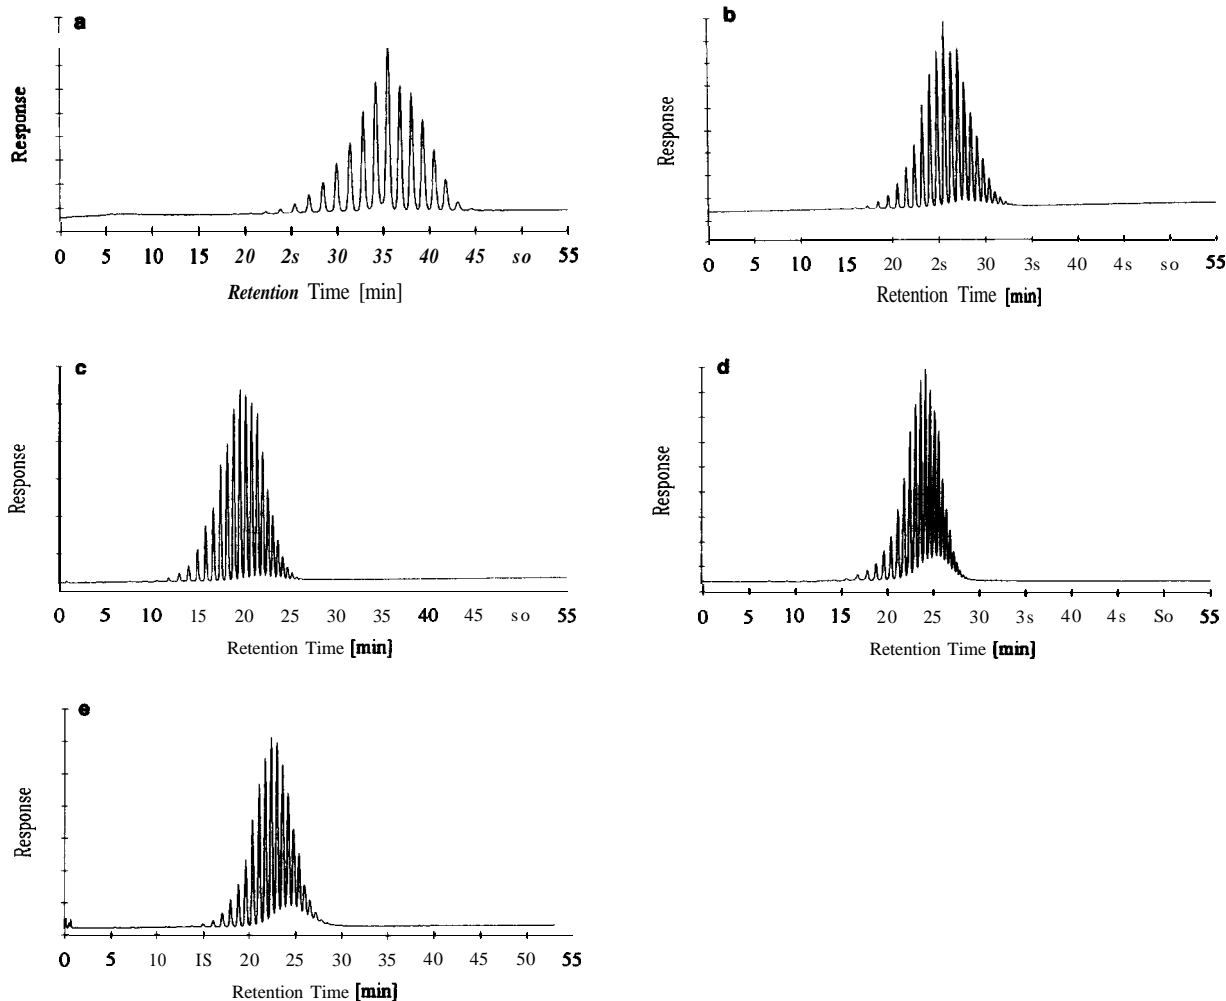 a
Response
0 5 10 15 20 2s 30 35 40 45 so 55
Retention Time [min]
b
Response
0 5 10 15 20 2s 30 3s 40 4s so 55
Retention Time [min]
c
Response
0 5 10 15 20 25 30 35 40 45 so 55
Retention Time [min]
d
Response
0 5 10 15 20 25 30 3s 40 4s So 55
Retention Time [min]
e
Response
0 5 10 IS 20 25 30 35 40 45 50 55
Retention Time [min]